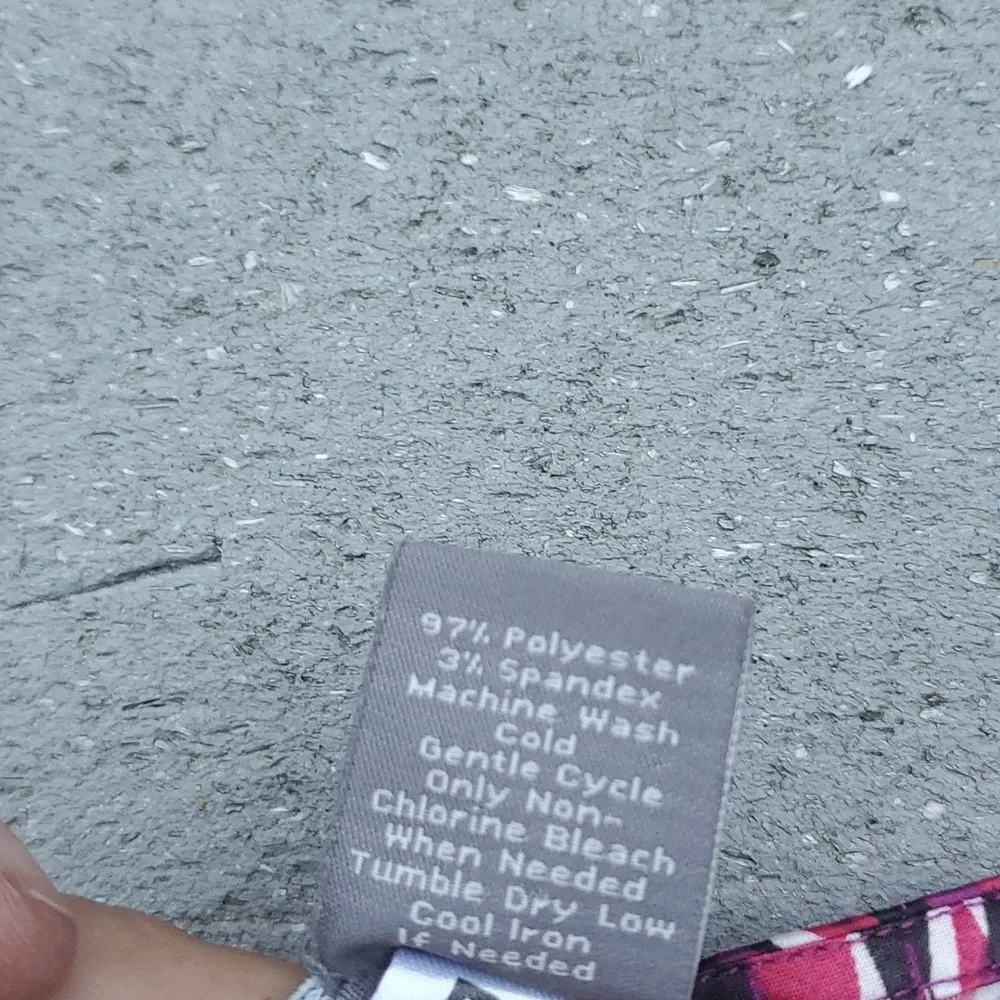 97% Polyester
3% Spandex
Machine Wash
Cold
Gentle Cycle
Only Non-
Chlorine Bleach
When Needed
Tumble Dry Low
Cool Iron
If Needed